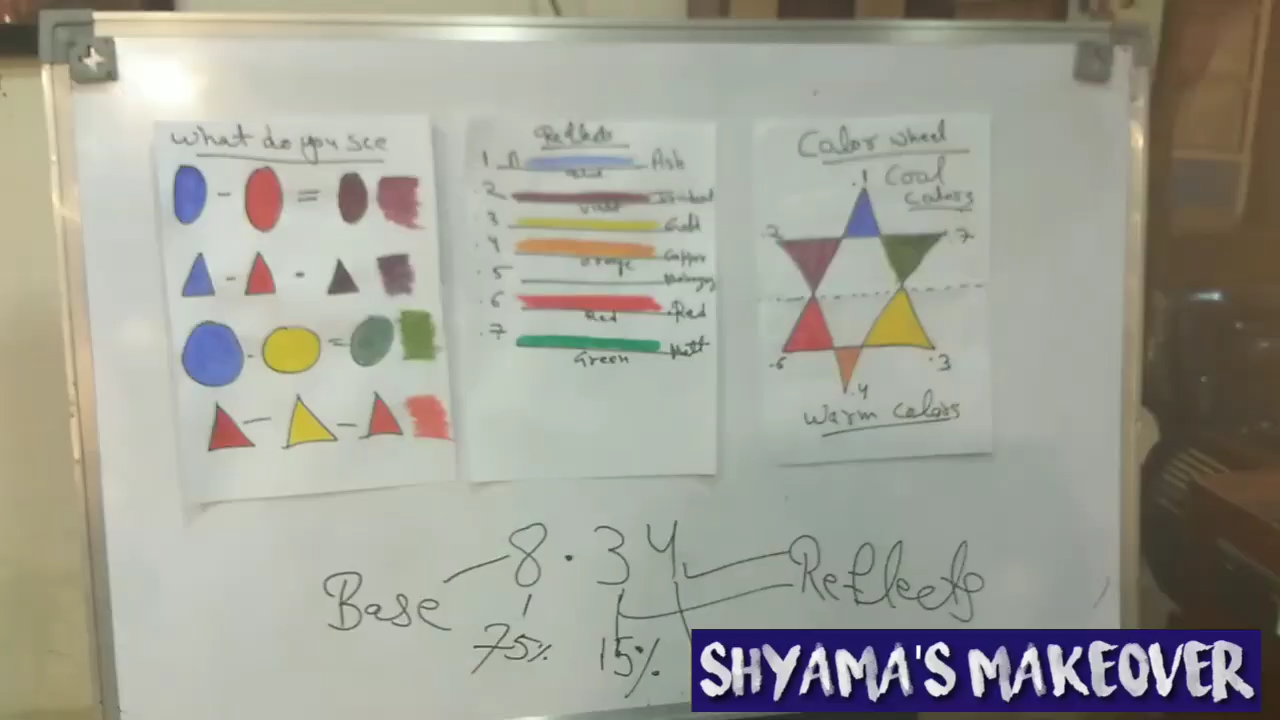 What do you see
- =
- -
- =
- -
Reflects
.1 Ash
.2 Violet
.3 Gold
.4 Copper
Orange
.5
.6 Red
Red
.7 Matt
Green
Color wheel
.1 Coal
Colors
.2 .7
.6 .3
.4
Warm Colors
Base 8.34 Reflects
75% 15%
SHYAMA'S MAKEOVER